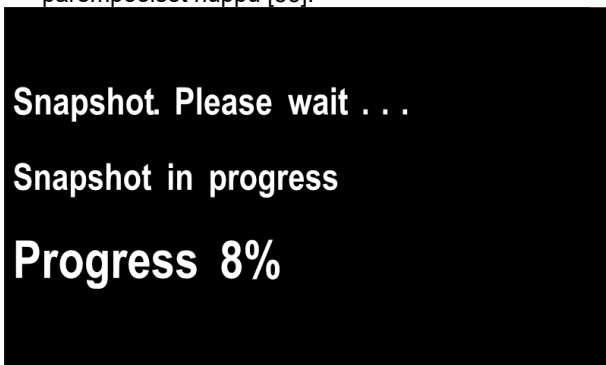 Snapshot. Please wait . . .
Snapshot in progress
Progress 8%